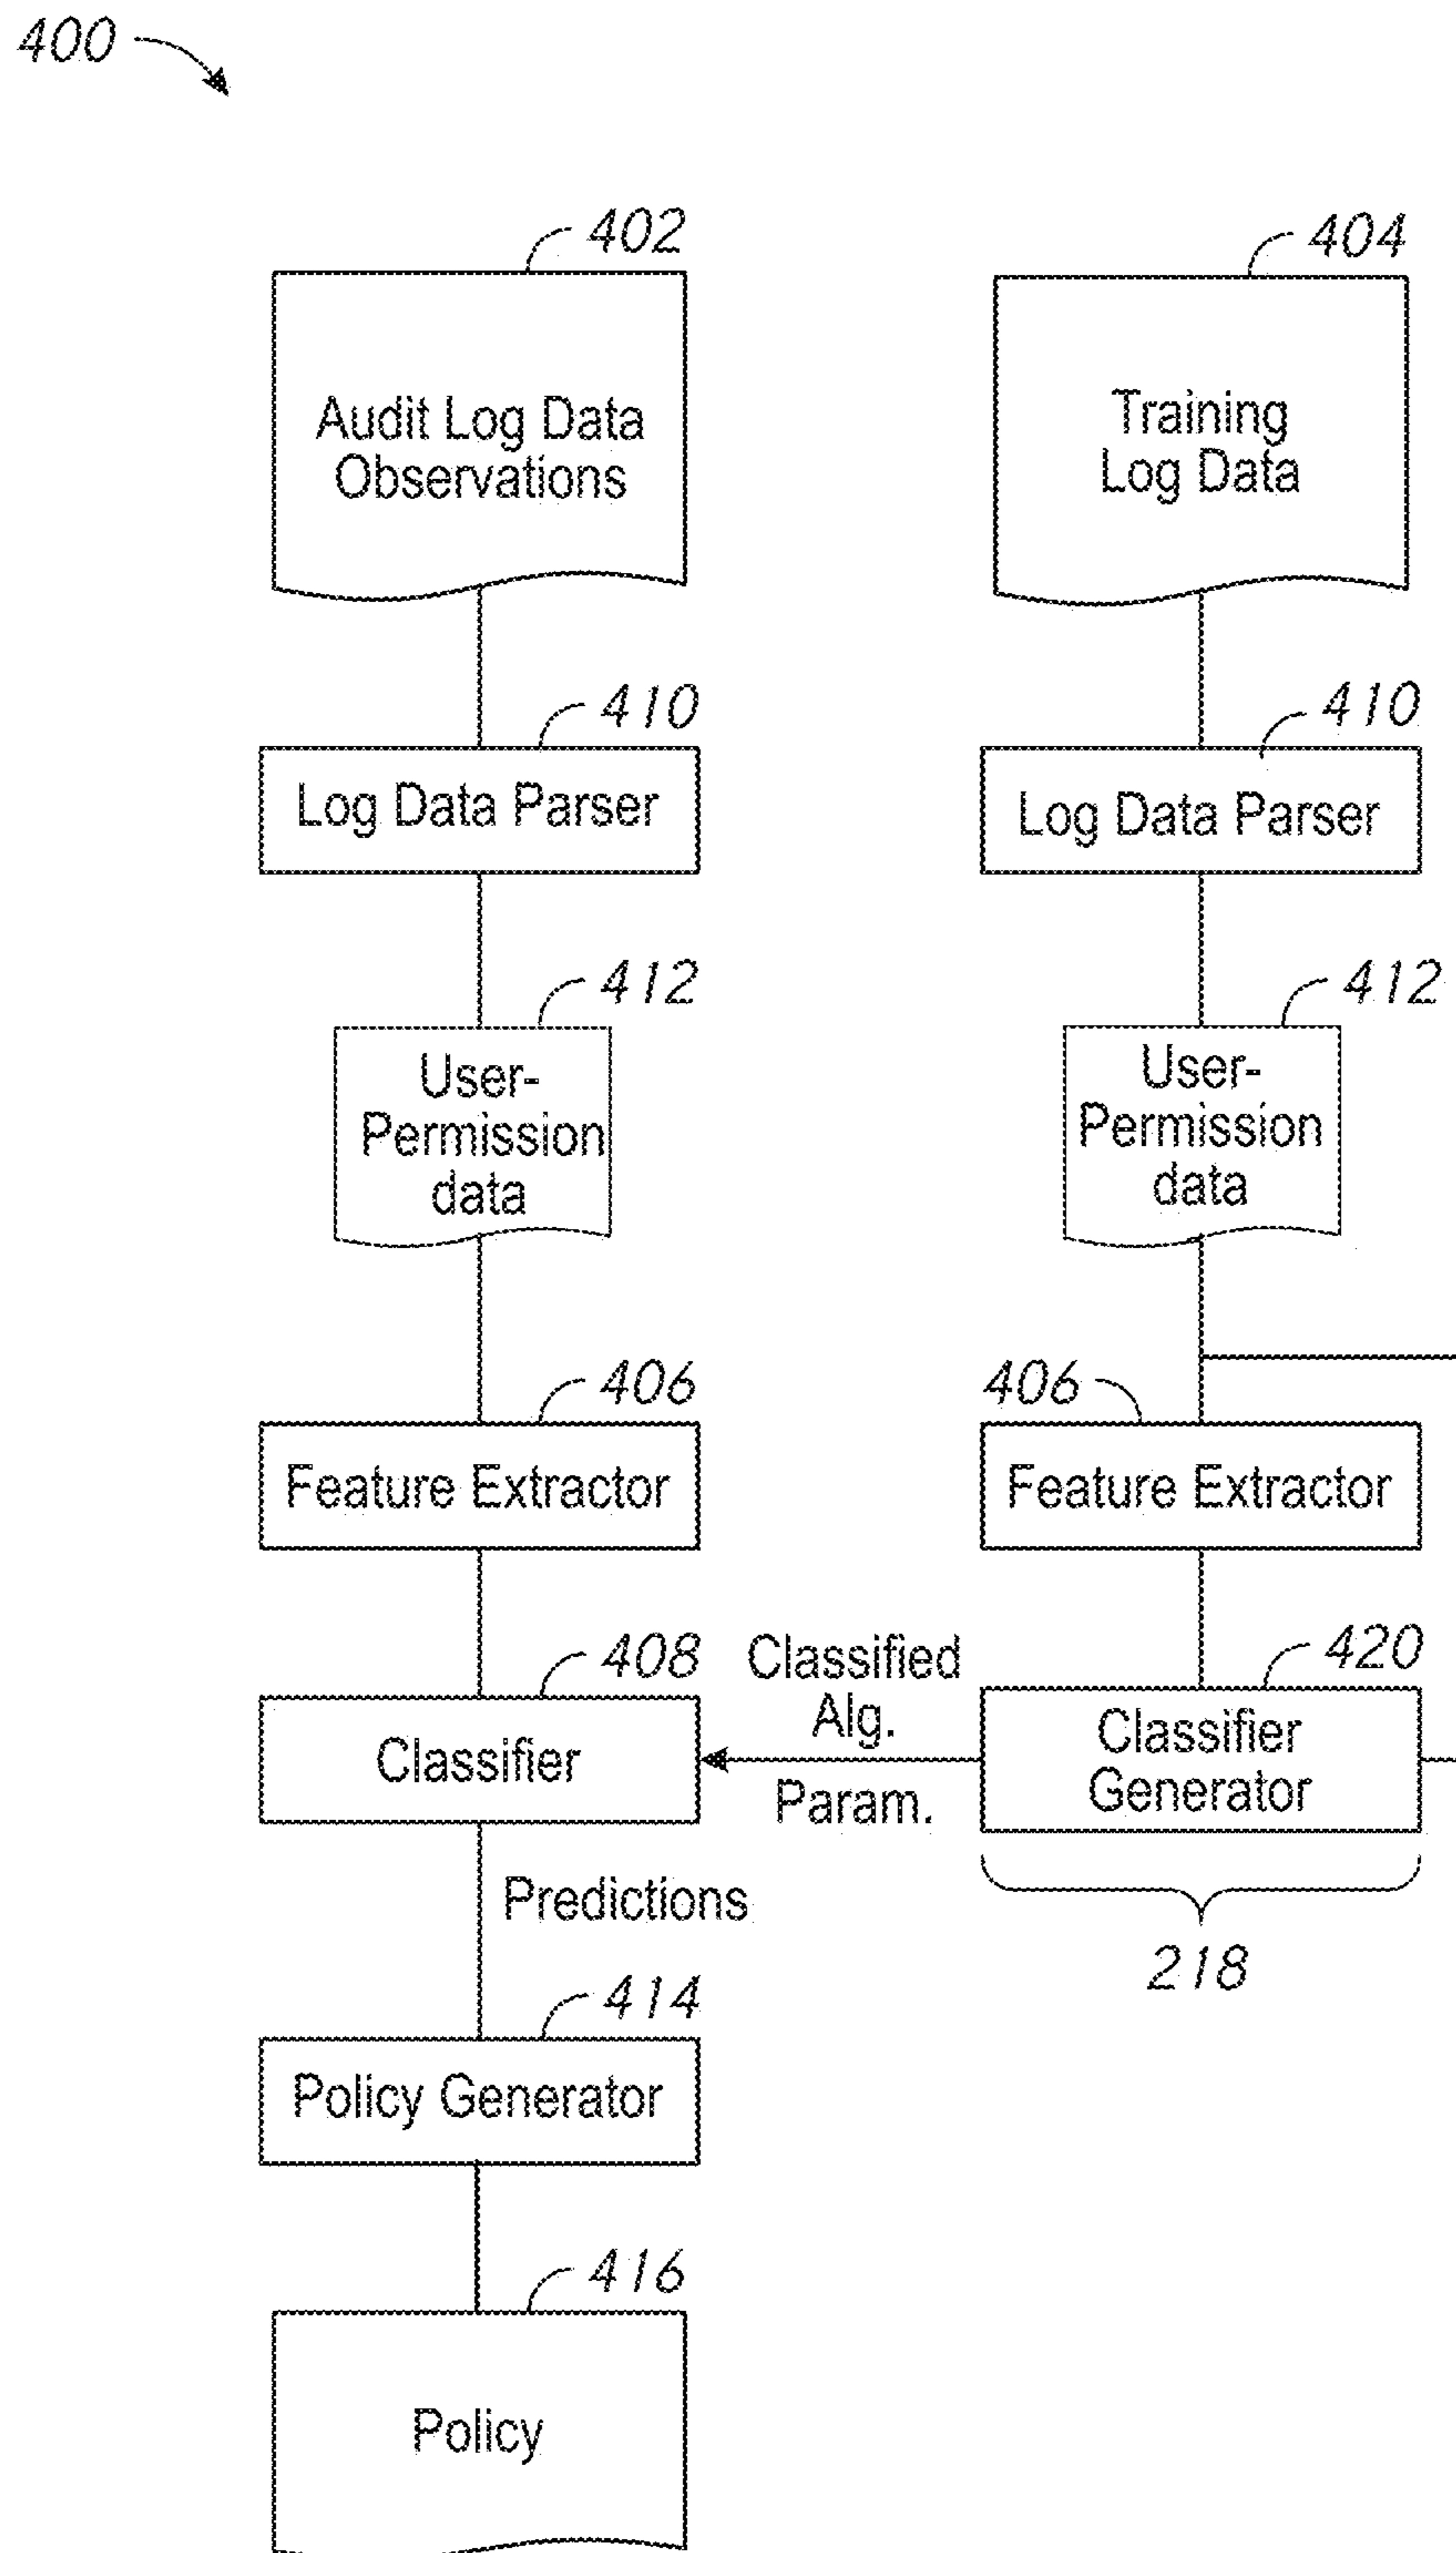 400
402
Audit Log Data
Observations
404
Training
Log Data
410
Log Data Parser
410
Log Data Parser
412
User-
Permission
data
412
User-
Permission
data
406
Feature Extractor
406
Feature Extractor
408
Classifier
Classified
Alg.
Param.
420
Classifier
Generator
218
Predictions
414
Policy Generator
416
Policy